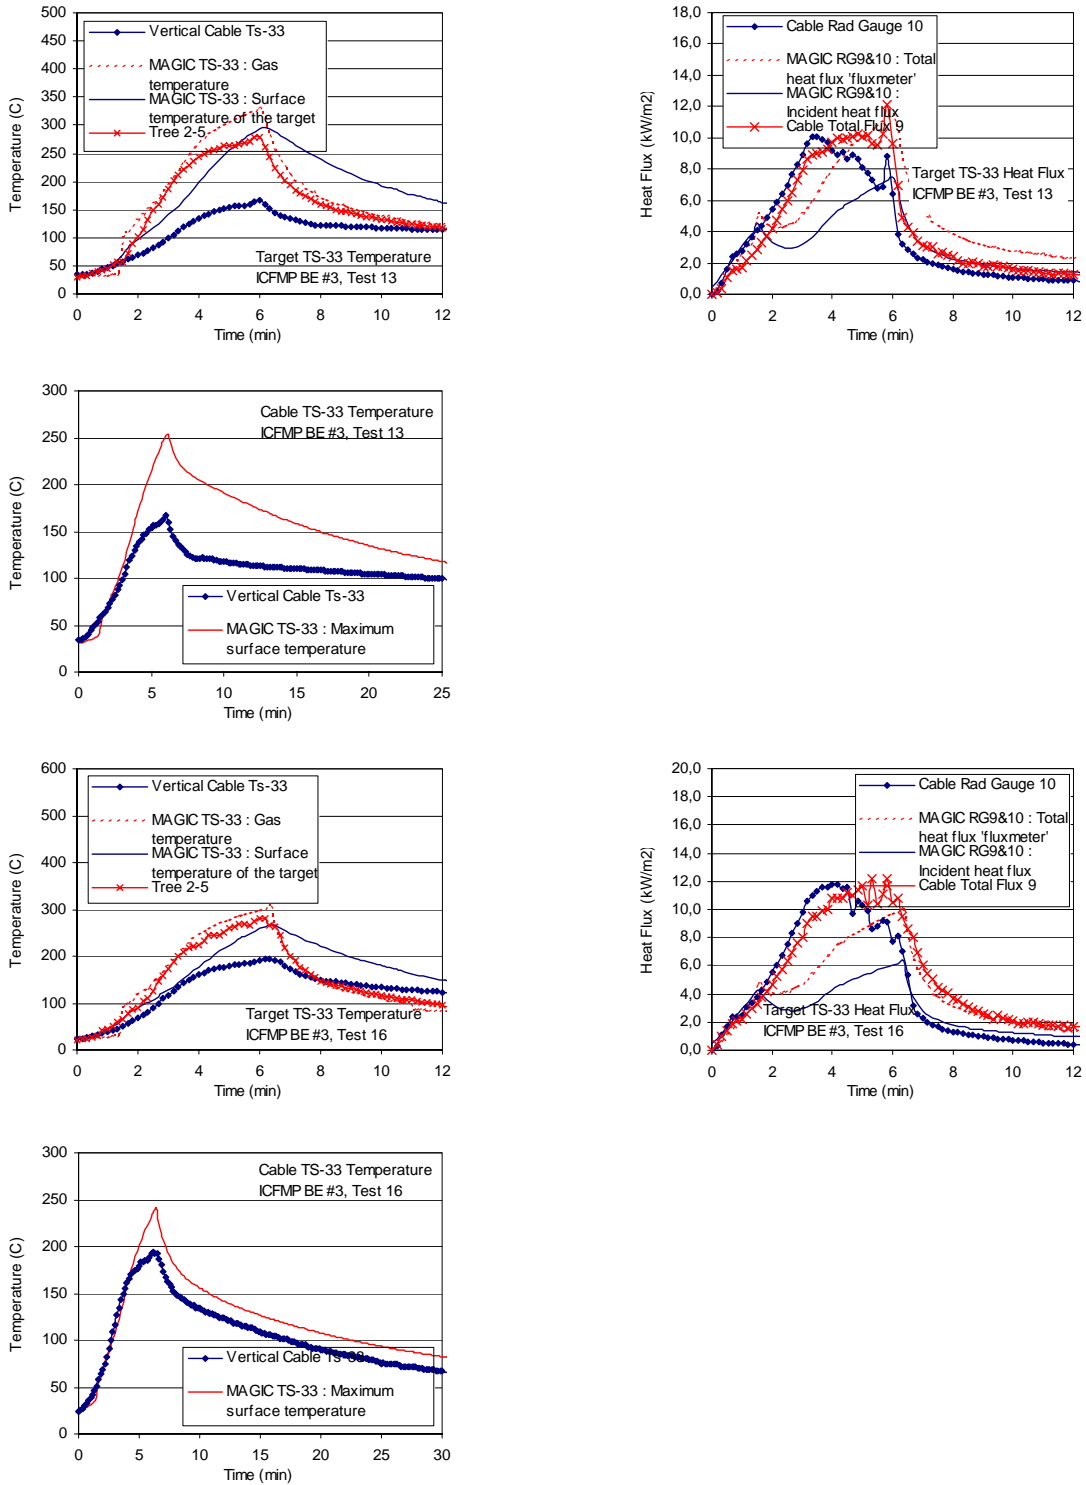 500
450
400
350
300
250
200
150
100
50
0
Temperature (C)
Vertical Cable Ts-33
MAGIC TS-33 : Gas
temperature
MAGIC TS-33 : Surface
temperature of the target
Tree 2-5
Target TS-33 Temperature
ICFMP BE #3, Test 13
0 2 4 6 8 10 12
Time (min)
18,0
16,0
14,0
12,0
10,0
8,0
6,0
4,0
2,0
0,0
Heat Flux (kW/m2)
Cable Rad Gauge 10
MAGIC RG9&10 : Total
heat flux 'fluxmeter'
MAGIC RG9&10 :
Incident heat flux
Cable Total Flux 9
Target TS-33 Heat Flux
ICFMP BE #3, Test 13
0 2 4 6 8 10 12
Time (min)
300
250
200
150
100
50
0
Temperature (C)
Cable TS-33 Temperature
ICFMP BE #3, Test 13
Vertical Cable Ts-33
MAGIC TS-33 : Maximum
surface temperature
0 5 10 15 20 25
Time (min)
600
500
400
300
200
100
0
Temperature (C)
Vertical Cable Ts-33
MAGIC TS-33 : Gas
temperature
MAGIC TS-33 : Surface
temperature of the target
Tree 2-5
Target TS-33 Temperature
ICFMP BE #3, Test 16
0 2 4 6 8 10 12
Time (min)
20,0
18,0
16,0
14,0
12,0
10,0
8,0
6,0
4,0
2,0
0,0
Heat Flux (kW/m2)
Cable Rad Gauge 10
MAGIC RG9&10 : Total
heat flux 'fluxmeter'
MAGIC RG9&10 :
Incident heat flux
Cable Total Flux 9
Target TS-33 Heat Flux
ICFMP BE #3, Test 16
0 2 4 6 8 10 12
Time (min)
300
250
200
150
100
50
0
Temperature (C)
Cable TS-33 Temperature
ICFMP BE #3, Test 16
Vertical Cable Ts-33
MAGIC TS-33 : Maximum
surface temperature
0 5 10 15 20 25 30
Time (min)